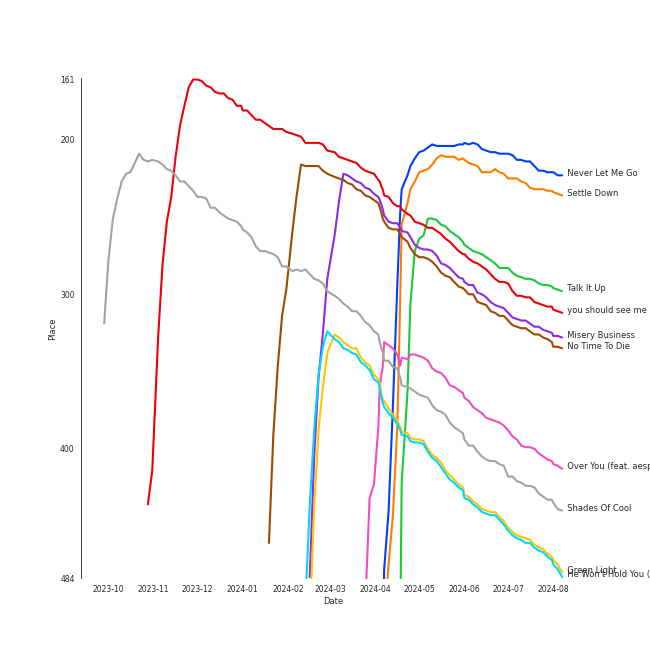 161
200
300
400
484
Place
2023-10
2023-11
2023-12
2024-01
2024-02
2024-03
2024-04
2024-05
2024-06
2024-07
2024-08
Date
Never Let Me Go
Settle Down
Talk It Up
you should see me
Misery Business
No Time To Die
Over You (feat. aesp
Shades Of Cool
Green Light
He Won't Hold You (